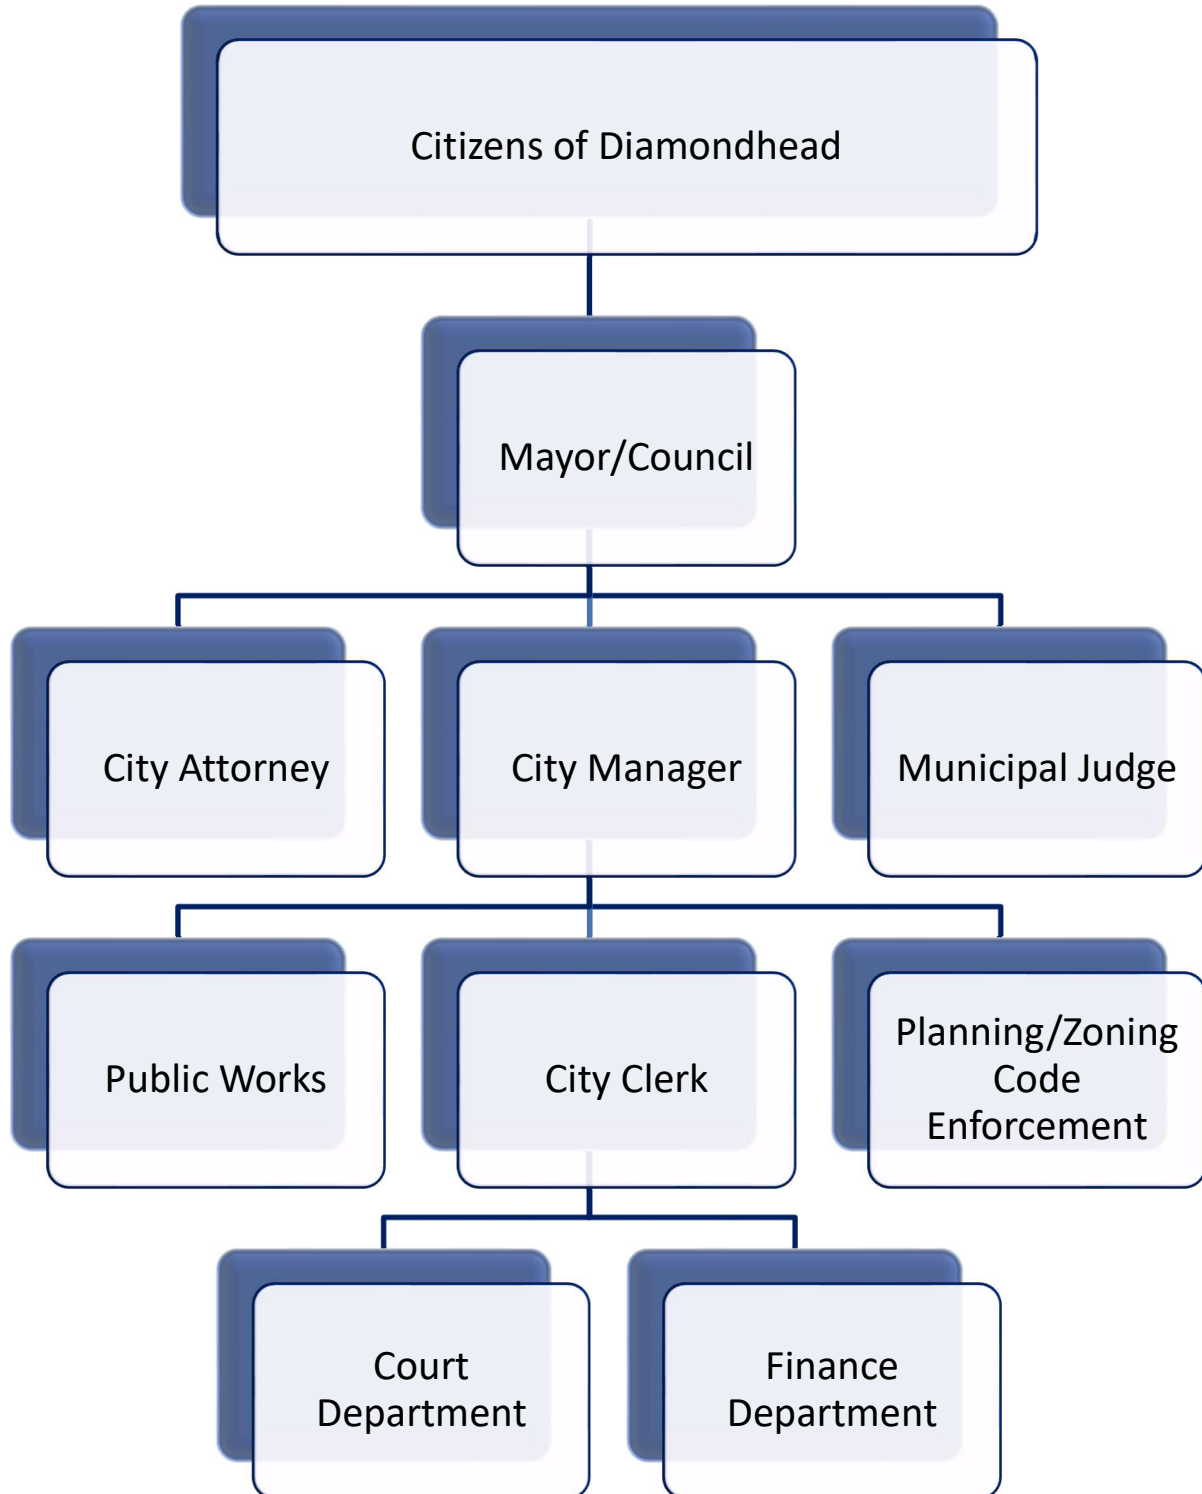 Citizens of Diamondhead
Mayor/Council
City Attorney
City Manager
Municipal Judge
Public Works
City Clerk
Planning/Zoning
Code
Enforcement
Court
Department
Finance
Department